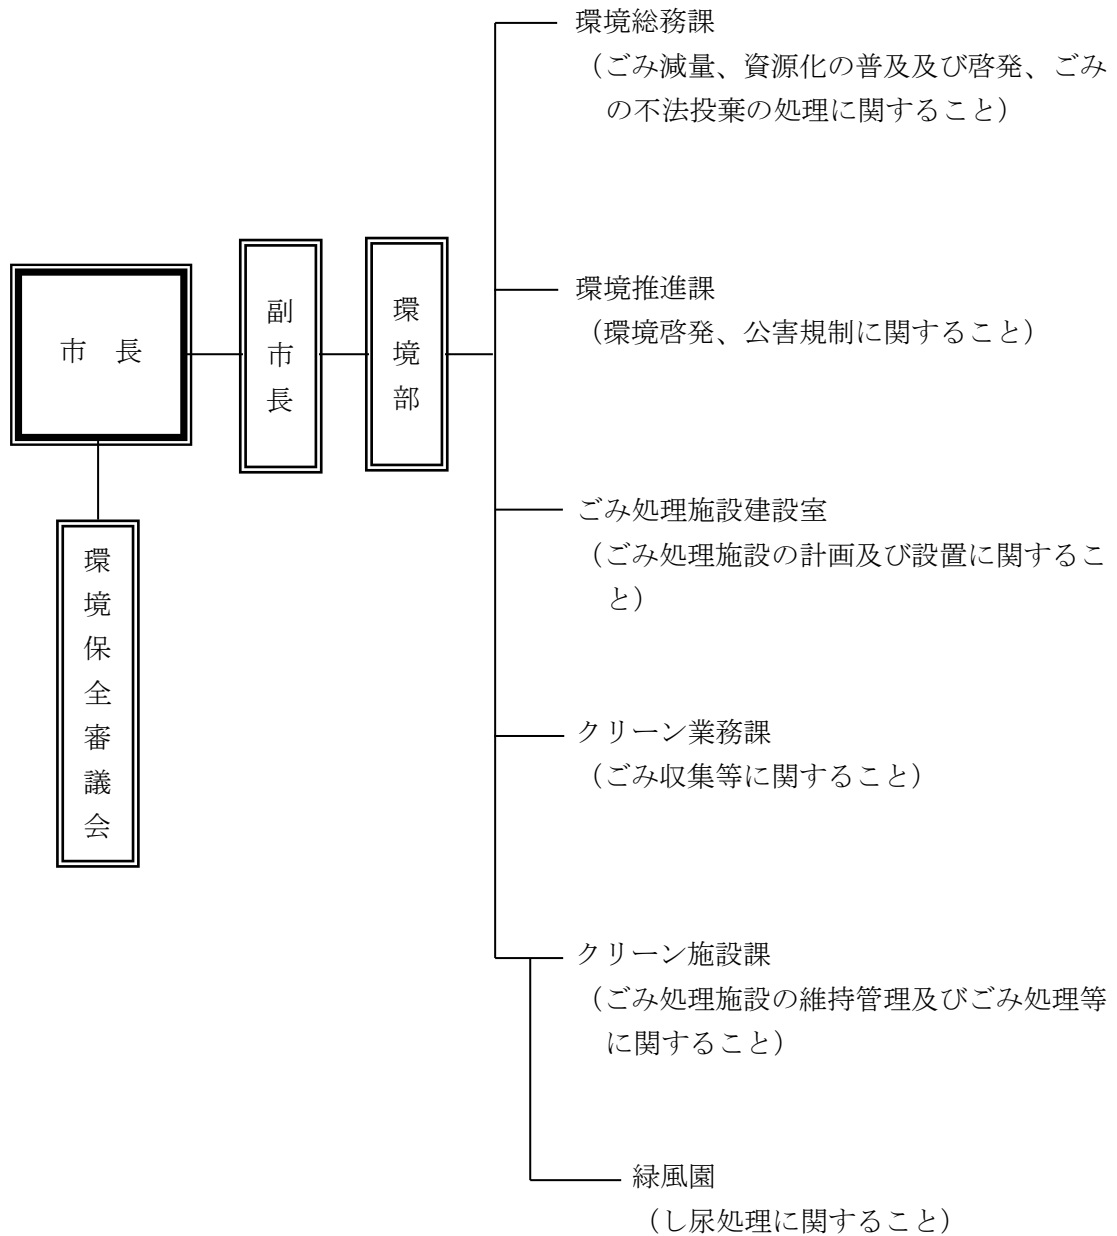 環境総務課
（ごみ減量、資源化の普及及び啓発、ごみ
の不法投棄の処理に関すること）
市 長
副市長
環境部
環境保全審議会
環境推進課
（環境啓発、公害規制に関すること）
ごみ処理施設建設室
（ごみ処理施設の計画及び設置に関するこ
と）
クリーン業務課
（ごみ収集等に関すること）
クリーン施設課
（ごみ処理施設の維持管理及びごみ処理等
に関すること）
緑風園
（し尿処理に関すること）